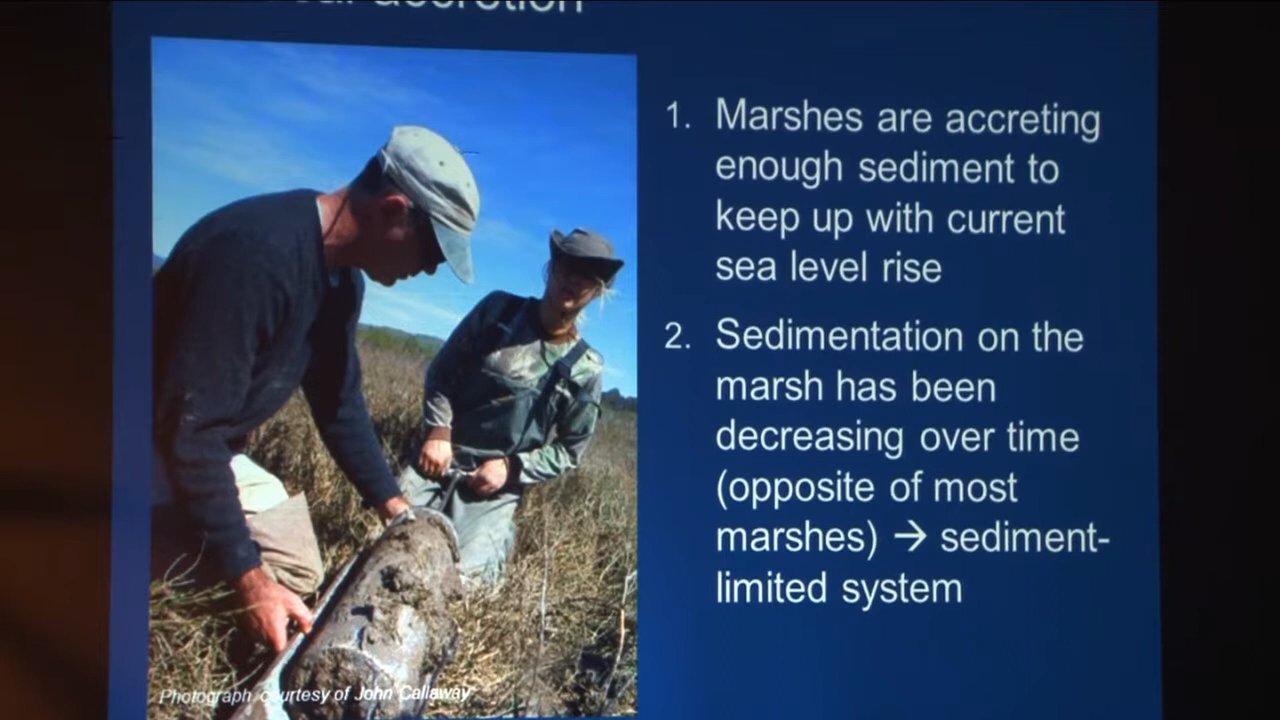 accretion
1. Marshes are accreting
enough sediment to
keep up with current
sea level rise
2. Sedimentation on the
marsh has been
decreasing over time
(opposite of most
marshes) → sediment-
limited system
Photograph courtesy of John Callaway